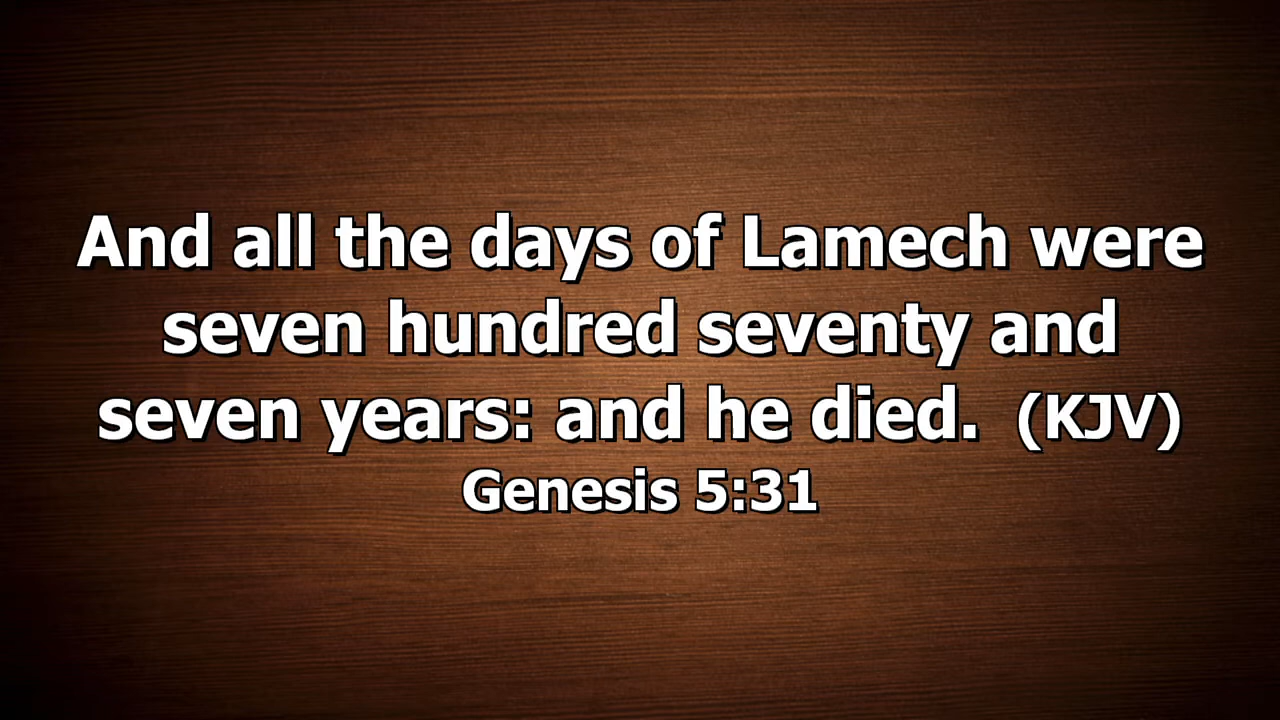 And all the days of Lamech were
seven hundred seventy and
seven years: and he died. (KJV)
Genesis 5:31